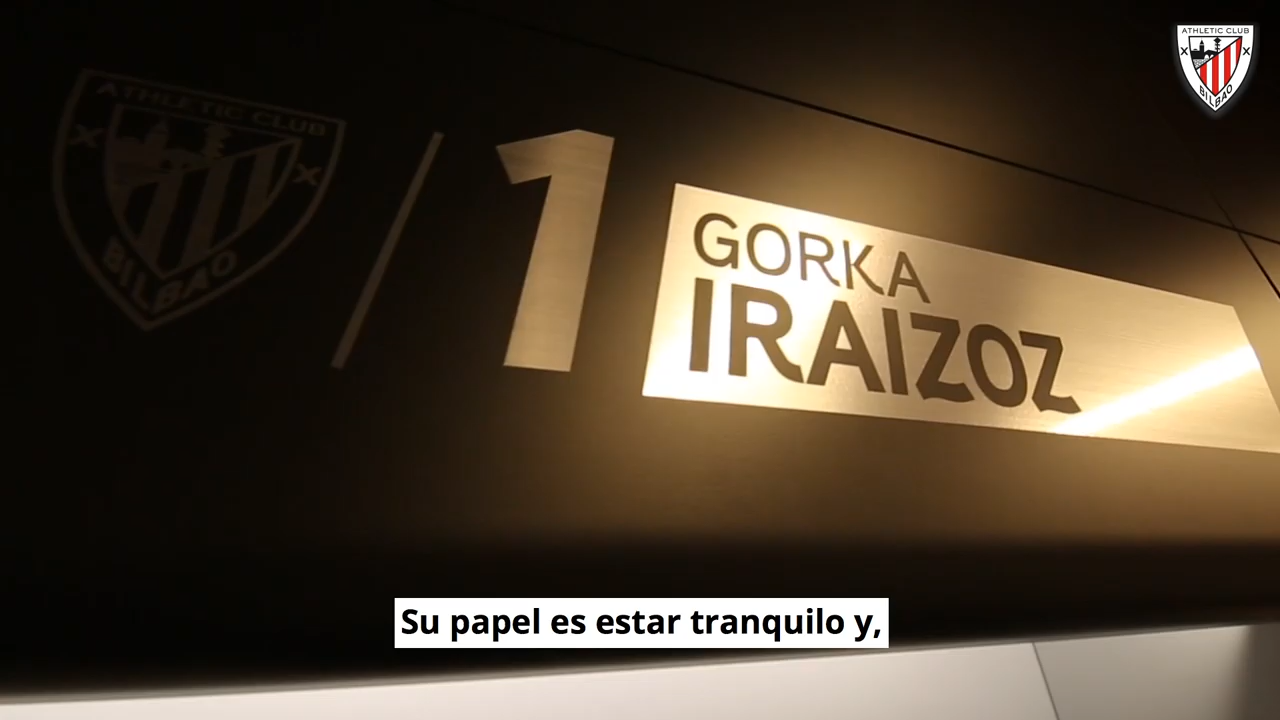 ATHLETIC CLUB
BILBAO
ATHLETIC CLUB
BILBAO
1
GORKA
IRAIZOZ
Su papel es estar tranquilo y,